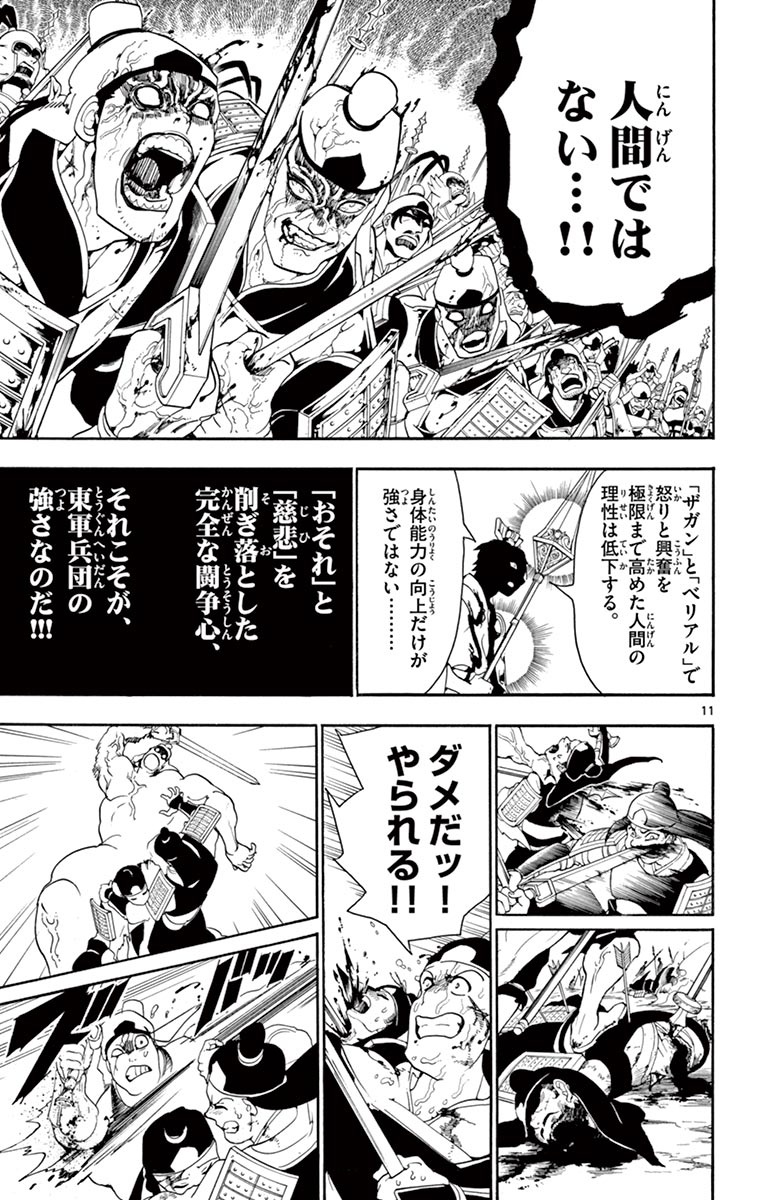 人間では
ない…!!
「ザガン」と「ベリアル」で
怒りと興奮を
極限まで高めた人間の
理性は低下する。
身体能力の向上だけが
強さではない………
「おそれ」と
「慈悲」を
削ぎ落とした
完全な闘争心、
それこそが、
東軍兵団の
強さなのだ!!!
11
ダメだッ!
やられる!!
ズドドッ